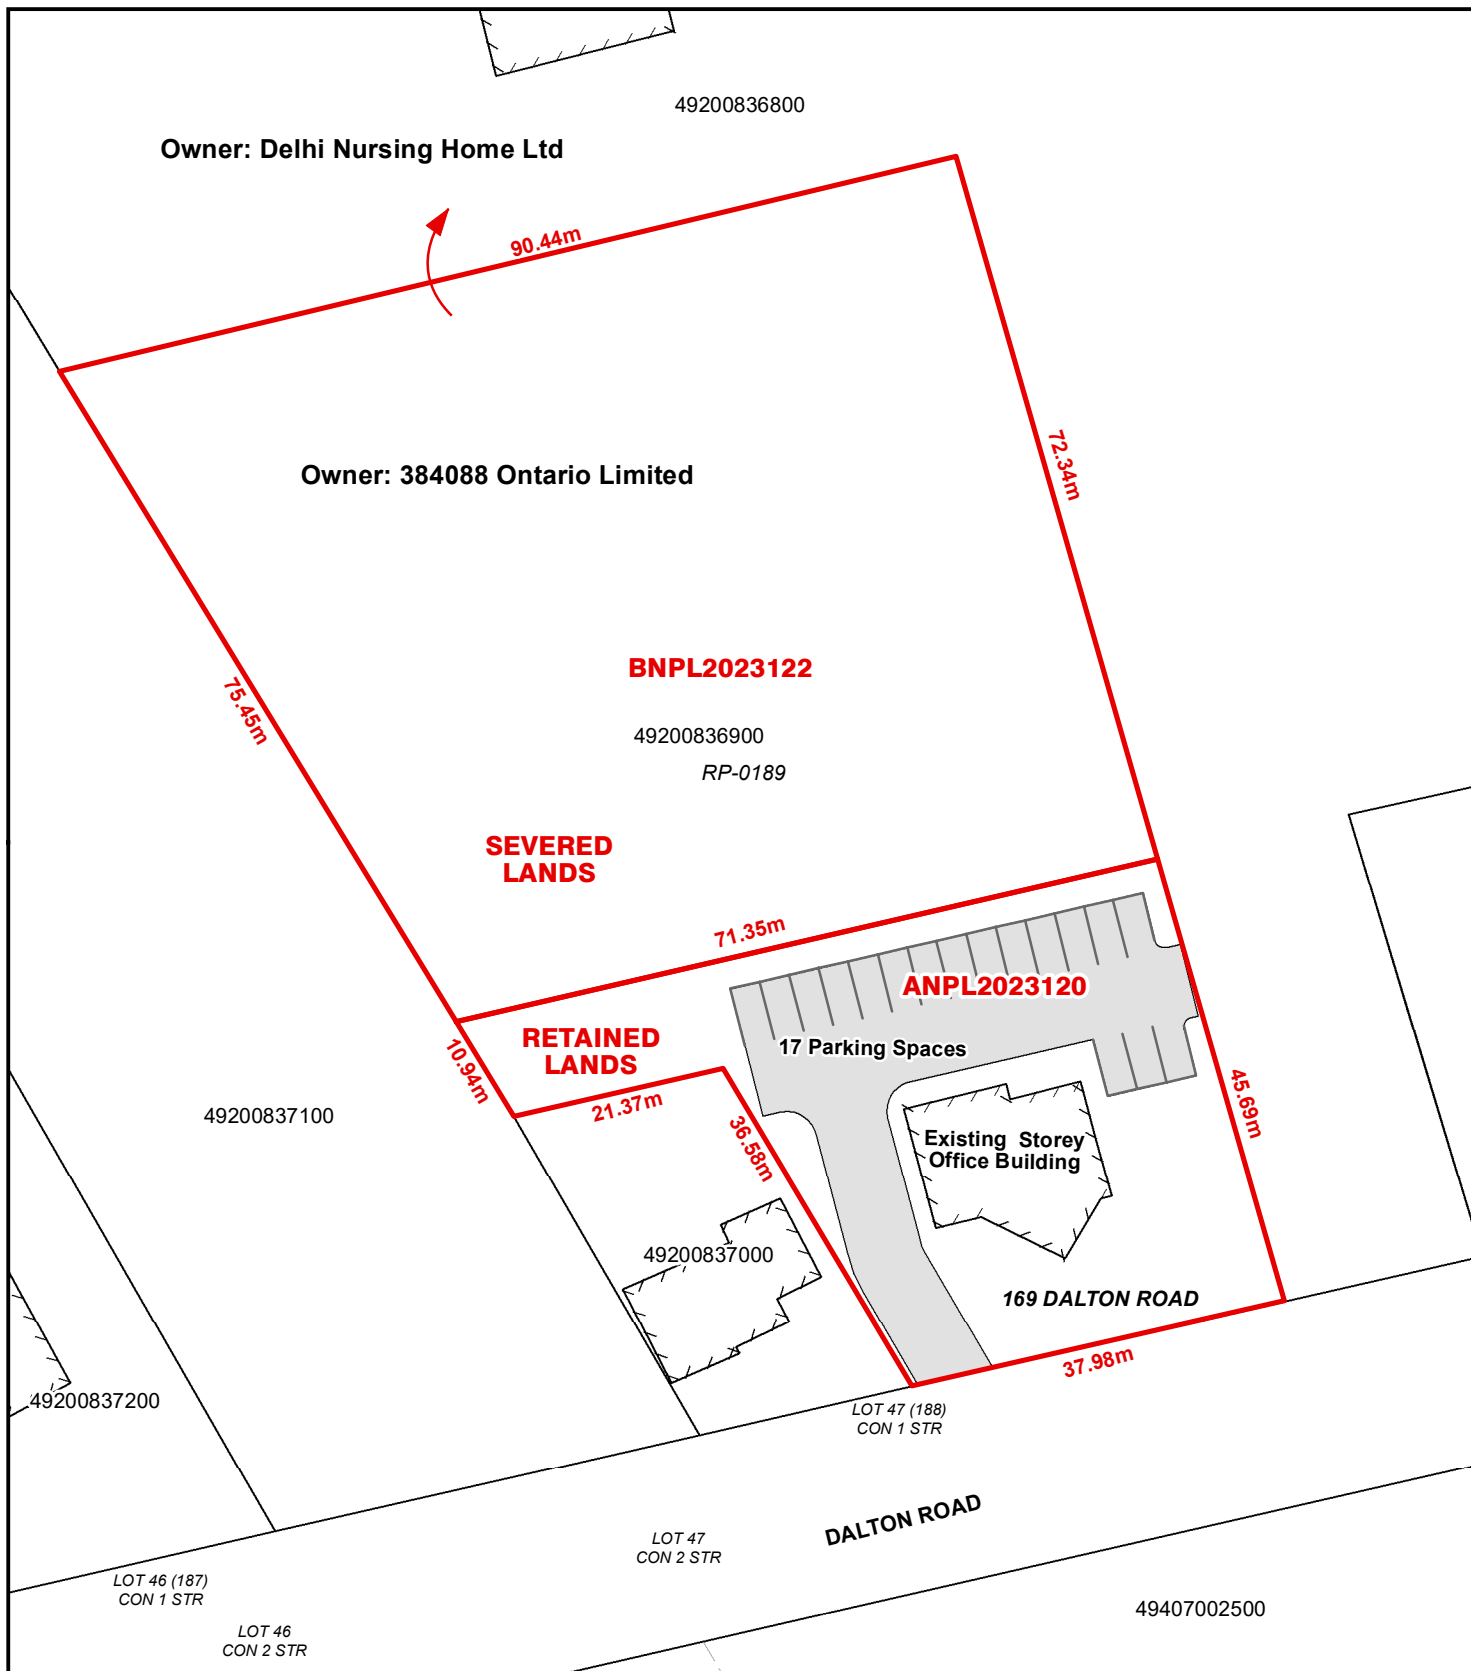 49200836800
Owner: Delhi Nursing Home Ltd
90.44m
72.34m
Owner: 384088 Ontario Limited
BNPL2023122
75.45m
49200836900
RP-0189
SEVERED
LANDS
71.35m
ANPL2023120
RETAINED
LANDS
17 Parking Spaces
10.94m
21.37m
36.58m
45.69m
49200837100
Existing Storey
Office Building
49200837000
169 DALTON ROAD
37.98m
49200837200
LOT 47 (188)
CON 1 STR
DALTON ROAD
LOT 47
CON 2 STR
LOT 46 (187)
CON 1 STR
49407002500
LOT 46
CON 2 STR